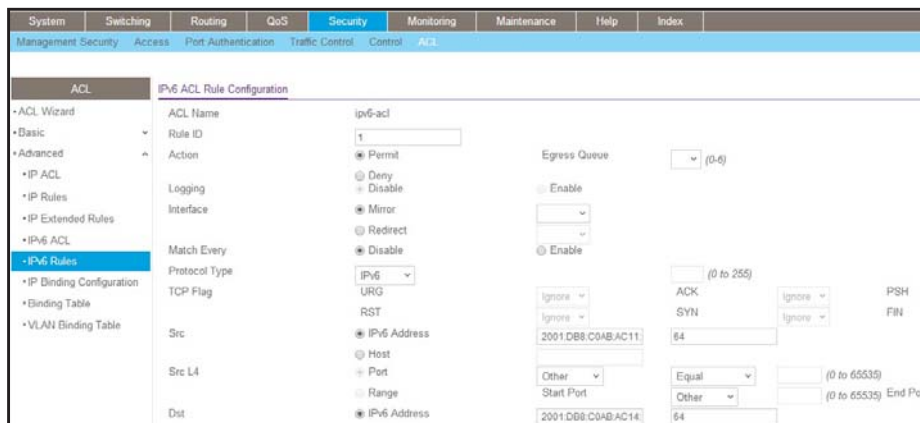 System Switching Routing QoS Security Monitoring Maintenance Help Index
Management Security Access Port Authentication Traffic Control Control ACL
ACL IPv6 ACL Rule Configuration
ACL Wizard ACL Name ipv6-acl
Basic Rule ID 1
Advanced Action Permit Egress Queue (0-6)
IP ACL Deny
IP Rules Logging Disable Enable
IP Extended Rules Interface Mirror
IPv6 ACL Redirect
Match Every Disable Enable
IPv6 Rules
IP Binding Configuration Protocol Type IPv6 (0 to 255)
Binding Table TCP Flag URG Ignore ACK Ignore PSH
VLAN Binding Table RST Ignore SYN Ignore FIN
Src IPv6 Address 2001:DB8:C0AB:AC11: 64
Host
Src L4 Port Other Equal (0 to 65535)
Range Start Port Other (0 to 65535) End Po
Dst IPv6 Address 2001:DB8:C0AB:AC14: 64